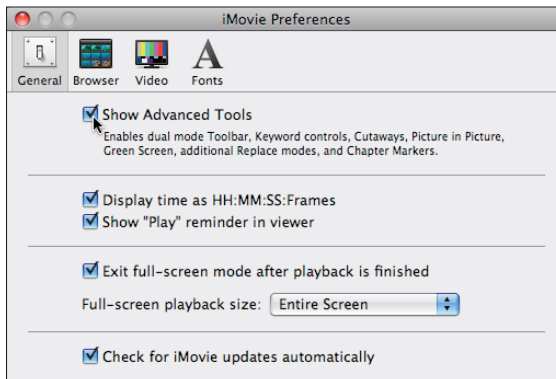 iMovie Preferences
General Browser Video Fonts
Show Advanced Tools
Enables dual mode Toolbar, Keyword controls, Cutaways, Picture in Picture,
Green Screen, additional Replace modes, and Chapter Markers.
Display time as HH:MM:SS:Frames
Show "Play" reminder in viewer
Exit full-screen mode after playback is finished
Full-screen playback size: Entire Screen
Check for iMovie updates automatically